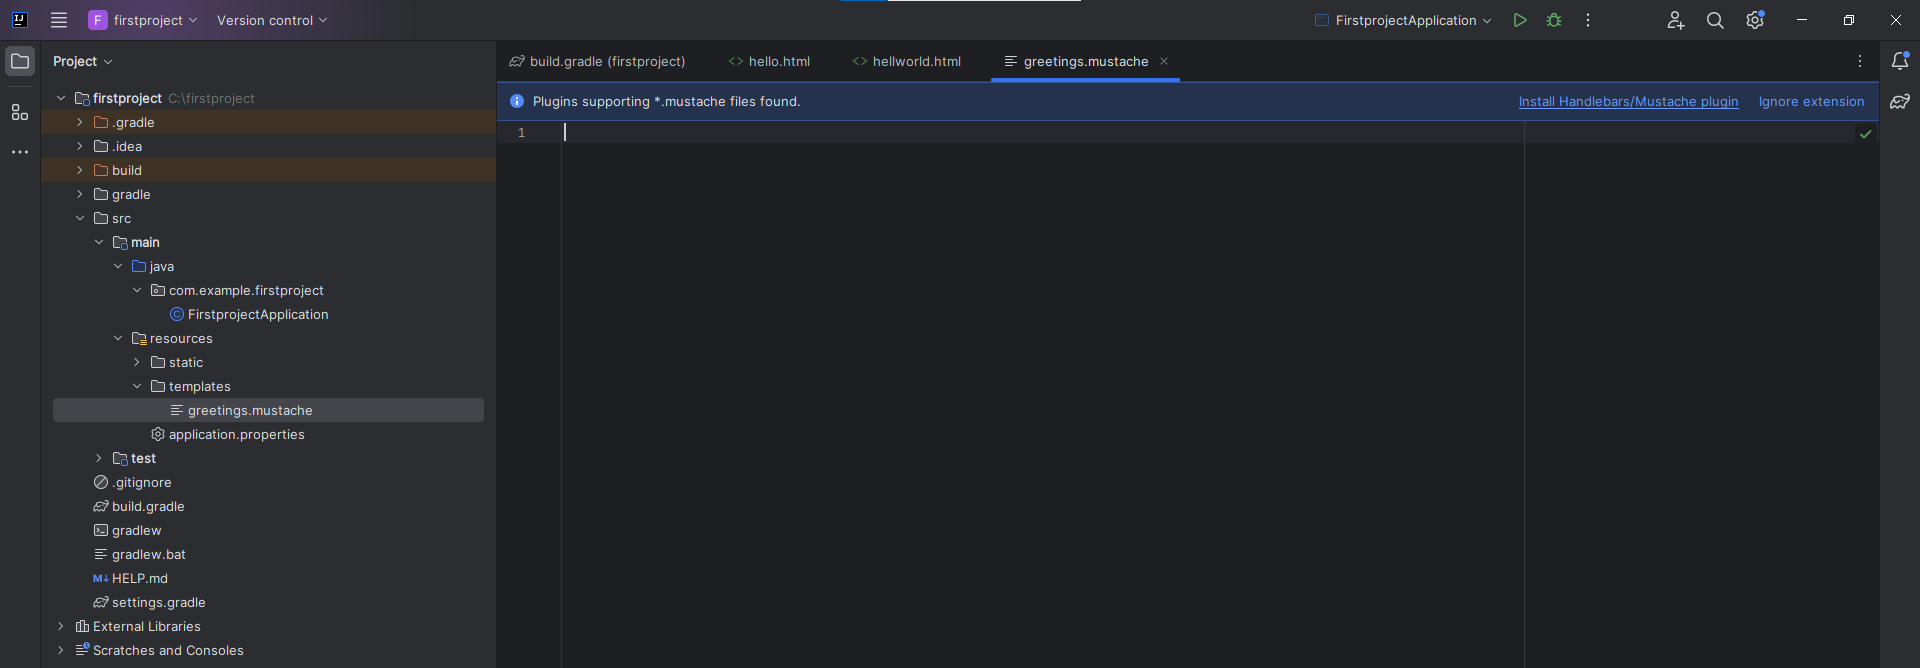 IJ
F firstproject Version control FirstprojectApplication
Project
build.gradle (firstproject) hello.html hellworld.html greetings.mustache
Plugins supporting *.mustache files found. Install Handlebars/Mustache plugin Ignore extension
1
firstproject C:\firstproject
.gradle
.idea
build
gradle
src
main
java
com.example.firstproject
C FirstprojectApplication
resources
static
templates
greetings.mustache
application.properties
test
.gitignore
build.gradle
gradlew
gradlew.bat
M↓ HELP.md
settings.gradle
External Libraries
Scratches and Consoles